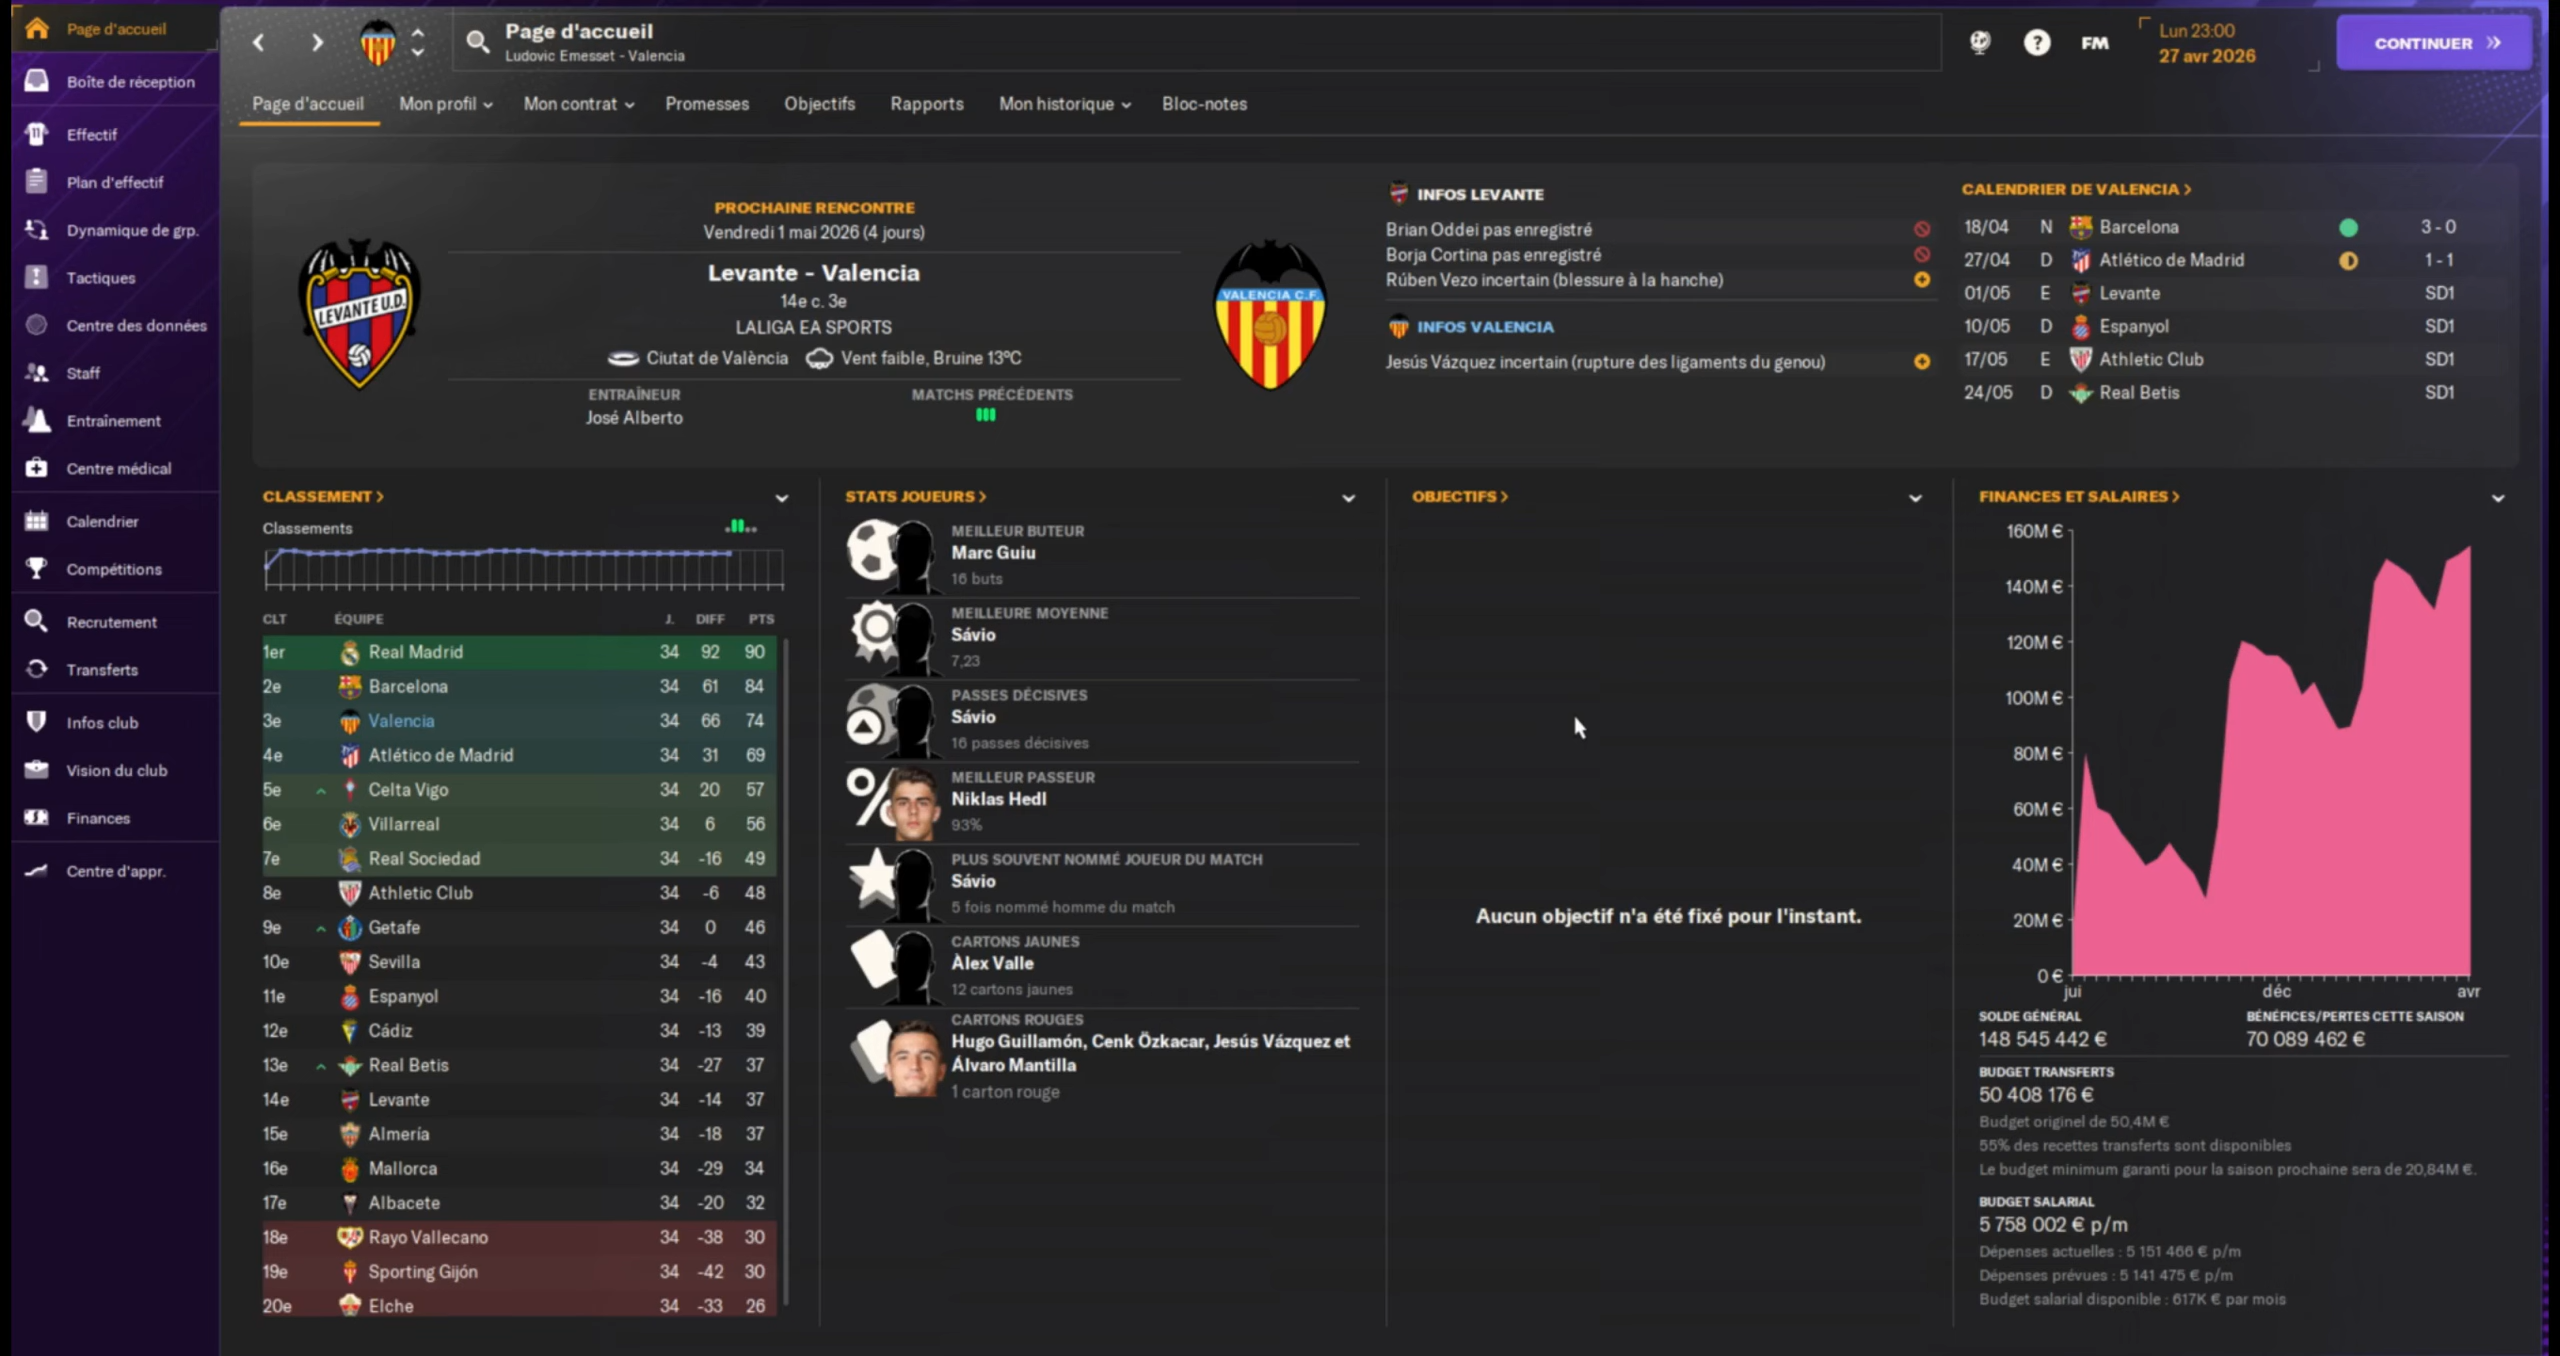 Page d'accueil
Boîte de réception
Effectif
Plan d'effectif
Dynamique de grp.
Tactiques
Centre des données
Staff
Entraînement
Centre médical
Calendrier
Compétitions
Recrutement
Transferts
Infos club
Vision du club
Finances
Centre d'appr.
Page d'accueil
Ludovic Emesset - Valencia
FM
Lun 23:00
27 avr 2026
CONTINUER
Page d'accueil Mon profil Mon contrat Promesses Objectifs Rapports Mon historique Bloc-notes
LEVANTE U.D.
PROCHAINE RENCONTRE
Vendredi 1 mai 2026 (4 jours)
Levante - Valencia
14e c. 3e
LALIGA EA SPORTS
Ciutat de València Vent faible, Bruine 13°C
ENTRAÎNEUR
José Alberto
MATCHS PRÉCÉDENTS
VALENCIA C.F.
INFOS LEVANTE
Brian Oddei pas enregistré
Borja Cortina pas enregistré
Rúben Vezo incertain (blessure à la hanche)
INFOS VALENCIA
Jesús Vázquez incertain (rupture des ligaments du genou)
CALENDRIER DE VALENCIA >
18/04 N Barcelona 3 - 0
27/04 D Atlético de Madrid 1 - 1
01/05 E Levante SD1
10/05 D Espanyol SD1
17/05 E Athletic Club SD1
24/05 D Real Betis SD1
CLASSEMENT >
Classements
CLT ÉQUIPE J. DIFF PTS
1er Real Madrid 34 92 90
2e Barcelona 34 61 84
3e Valencia 34 66 74
4e Atlético de Madrid 34 31 69
5e Celta Vigo 34 20 57
6e Villarreal 34 6 56
7e Real Sociedad 34 -16 49
8e Athletic Club 34 -6 48
9e Getafe 34 0 46
10e Sevilla 34 -4 43
11e Espanyol 34 -16 40
12e Cádiz 34 -13 39
13e Real Betis 34 -27 37
14e Levante 34 -14 37
15e Almería 34 -18 37
16e Mallorca 34 -29 34
17e Albacete 34 -20 32
18e Rayo Vallecano 34 -38 30
19e Sporting Gijón 34 -42 30
20e Elche 34 -33 26
STATS JOUEURS >
MEILLEUR BUTEUR
Marc Guiu
16 buts
MEILLEURE MOYENNE
Sávio
7,23
PASSES DÉCISIVES
Sávio
16 passes décisives
MEILLEUR PASSEUR
Niklas Hedl
93%
PLUS SOUVENT NOMMÉ JOUEUR DU MATCH
Sávio
5 fois nommé homme du match
CARTONS JAUNES
Àlex Valle
12 cartons jaunes
CARTONS ROUGES
Hugo Guillamón, Cenk Özkacar, Jesús Vázquez et
Álvaro Mantilla
1 carton rouge
OBJECTIFS >
Aucun objectif n'a été fixé pour l'instant.
FINANCES ET SALAIRES >
160M €
140M €
120M €
100M €
80M €
60M €
40M €
20M €
0 €
jui déc avr
SOLDE GÉNÉRAL
148 545 442 €
BÉNÉFICES/PERTES CETTE SAISON
70 089 462 €
BUDGET TRANSFERTS
50 408 176 €
Budget originel de 50,4M €
55% des recettes transferts sont disponibles
Le budget minimum garanti pour la saison prochaine sera de 20,84M €.
BUDGET SALARIAL
5 758 002 € p/m
Dépenses actuelles : 5 151 466 € p/m
Dépenses prévues : 5 141 475 € p/m
Budget salarial disponible : 617K € par mois